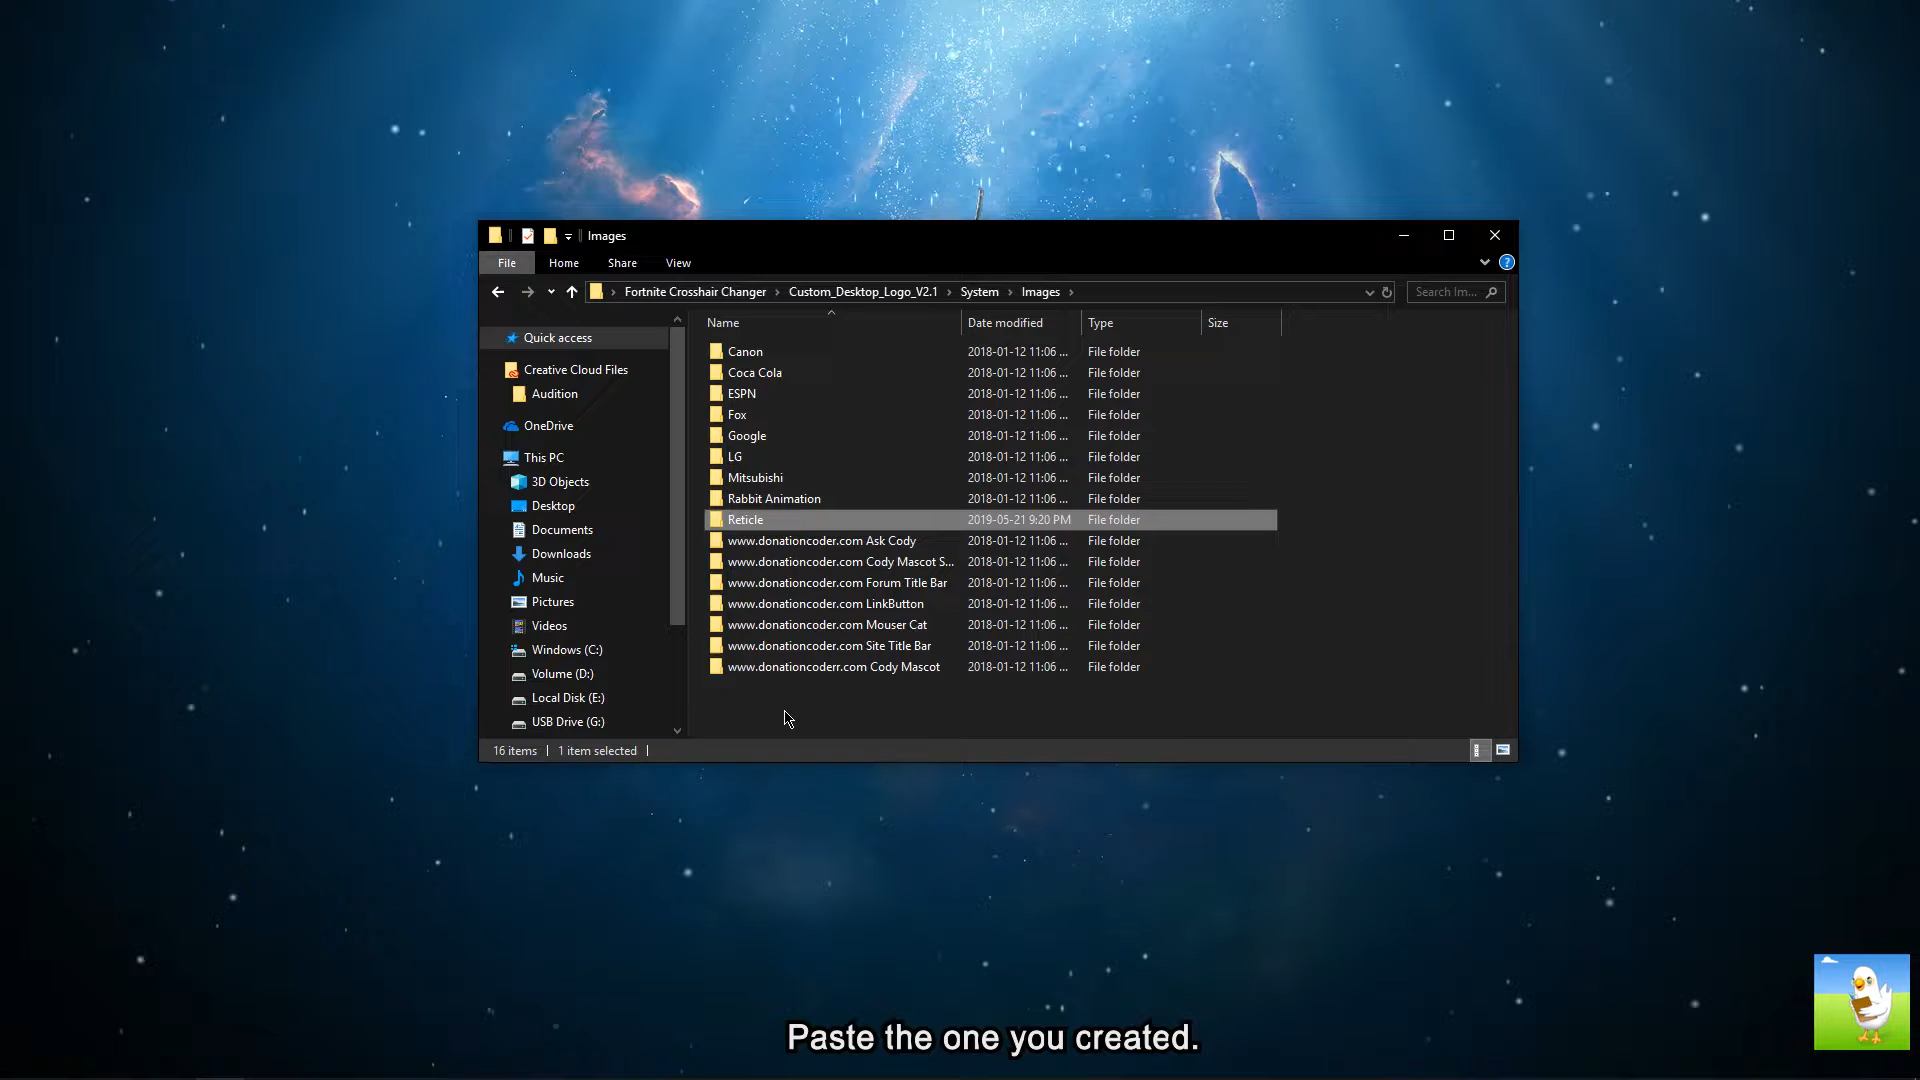 Images
File Home Share View
Fortnite Crosshair Changer Custom_Desktop_Logo_V2.1 System Images Search Im...
Name Date modified Type Size
Quick access
Creative Cloud Files
Audition
OneDrive
This PC
3D Objects
Desktop
Documents
Downloads
Music
Pictures
Videos
Windows (C:)
Volume (D:)
Local Disk (E:)
USB Drive (G:)
Canon 2018-01-12 11:06 ... File folder
Coca Cola 2018-01-12 11:06 ... File folder
ESPN 2018-01-12 11:06 ... File folder
Fox 2018-01-12 11:06 ... File folder
Google 2018-01-12 11:06 ... File folder
LG 2018-01-12 11:06 ... File folder
Mitsubishi 2018-01-12 11:06 ... File folder
Rabbit Animation 2018-01-12 11:06 ... File folder
Reticle 2019-05-21 9:20 PM File folder
www.donationcoder.com Ask Cody 2018-01-12 11:06 ... File folder
www.donationcoder.com Cody Mascot S... 2018-01-12 11:06 ... File folder
www.donationcoder.com Forum Title Bar 2018-01-12 11:06 ... File folder
www.donationcoder.com LinkButton 2018-01-12 11:06 ... File folder
www.donationcoder.com Mouser Cat 2018-01-12 11:06 ... File folder
www.donationcoder.com Site Title Bar 2018-01-12 11:06 ... File folder
www.donationcoderr.com Cody Mascot 2018-01-12 11:06 ... File folder
16 items 1 item selected
Paste the one you created.